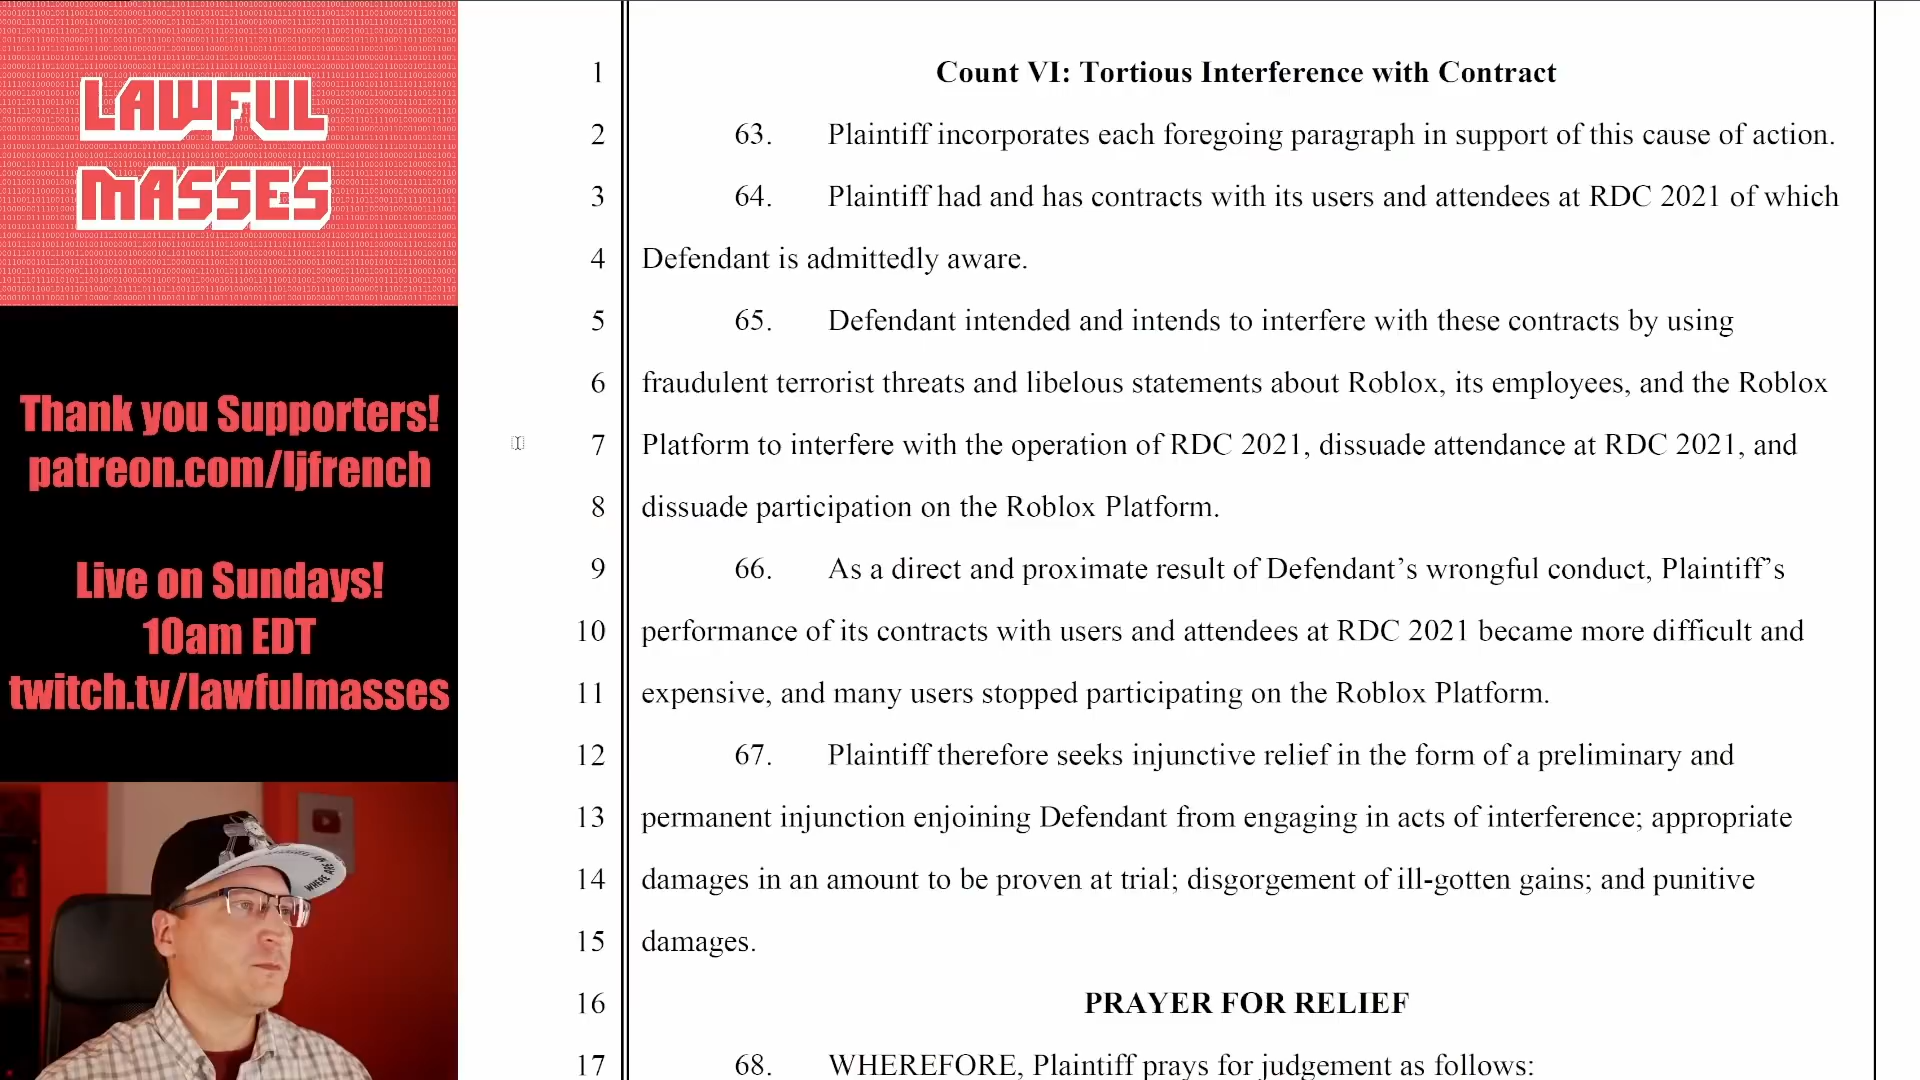 LAWFUL
MASSES
Thank you Supporters!
patreon.com/ljfrench
Live on Sundays!
10am EDT
twitch.tv/lawfulmasses
1 Count VI: Tortious Interference with Contract
2 63. Plaintiff incorporates each foregoing paragraph in support of this cause of action.
3 64. Plaintiff had and has contracts with its users and attendees at RDC 2021 of which
4 Defendant is admittedly aware.
5 65. Defendant intended and intends to interfere with these contracts by using
6 fraudulent terrorist threats and libelous statements about Roblox, its employees, and the Roblox
7 Platform to interfere with the operation of RDC 2021, dissuade attendance at RDC 2021, and
8 dissuade participation on the Roblox Platform.
9 66. As a direct and proximate result of Defendant’s wrongful conduct, Plaintiff’s
10 performance of its contracts with users and attendees at RDC 2021 became more difficult and
11 expensive, and many users stopped participating on the Roblox Platform.
12 67. Plaintiff therefore seeks injunctive relief in the form of a preliminary and
13 permanent injunction enjoining Defendant from engaging in acts of interference; appropriate
14 damages in an amount to be proven at trial; disgorgement of ill-gotten gains; and punitive
15 damages.
16 PRAYER FOR RELIEF
17 68. WHEREFORE, Plaintiff prays for judgement as follows:
WHERE ARE